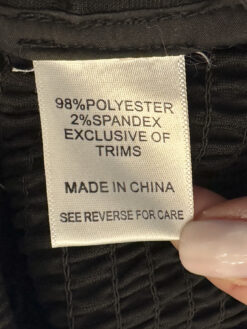 98%POLYESTER
2%SPANDEX
EXCLUSIVE OF
TRIMS
MADE IN CHINA
SEE REVERSE FOR CARE